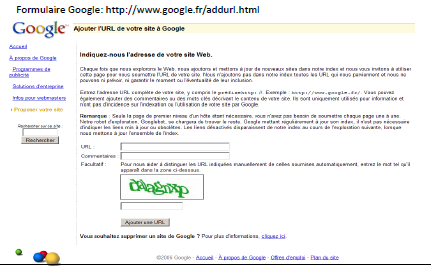 Formulaire Google: http://www.google.fr/addurl.html
Google
Ajouter l'URL de votre site à Google
Accueil
À propos de Google
Programmes de
publicité
Solutions d'entreprise
Infos pour webmasters
Proposer votre site
Rechercher sur ce site :
Rechercher
Indiquez-nous l'adresse de votre site Web.
Chaque fois que nous explorons le Web, nous ajoutons et mettons à jour de nouveaux sites dans notre index et nous vous invitons à utiliser
cette page pour nous soumettre l'URL de votre site. Nous n'ajoutons pas dans notre index toutes les URL qui nous parviennent et nous ne
pouvons ni prévoir, ni garantir le moment ou l'éventualité de leur inclusion.
Entrez l'adresse URL complète de votre site, y compris le préfixe http://. Exemple : http://www.google.de/. Vous pouvez
également ajouter des commentaires ou des mots clés décrivant le contenu de votre site. Ils sont uniquement utilisés pour information et
n'ont pas d'incidence sur l'indexation ou l'utilisation de votre site par Google.
Remarque : Seule la page de premier niveau d'un hôte étant nécessaire, vous n'avez pas besoin de soumettre chaque page une à une.
Notre robot d'exploration, Googlebot, se chargera de trouver le reste. Google mettant régulièrement à jour son index, il n'est pas nécessaire
d'indiquer les liens mis à jour ou obsolètes. Les liens désactivés disparaissent de notre index au cours de l'exploration suivante, lorsque
nous mettons à jour l'ensemble de l'index.
URL :
Commentaires :
Facultatif : Pour nous aider à distinguer les URL indiquées manuellement de celles soumises automatiquement, entrez le mot tel qu'il
apparaît dans la zone ci-dessous.
Ajouter une URL
Vous souhaitez supprimer un site de Google ? Pour plus d'informations, cliquez ici.
Google - Accueil - À propos de Google - Offres d'emploi - Plan du site